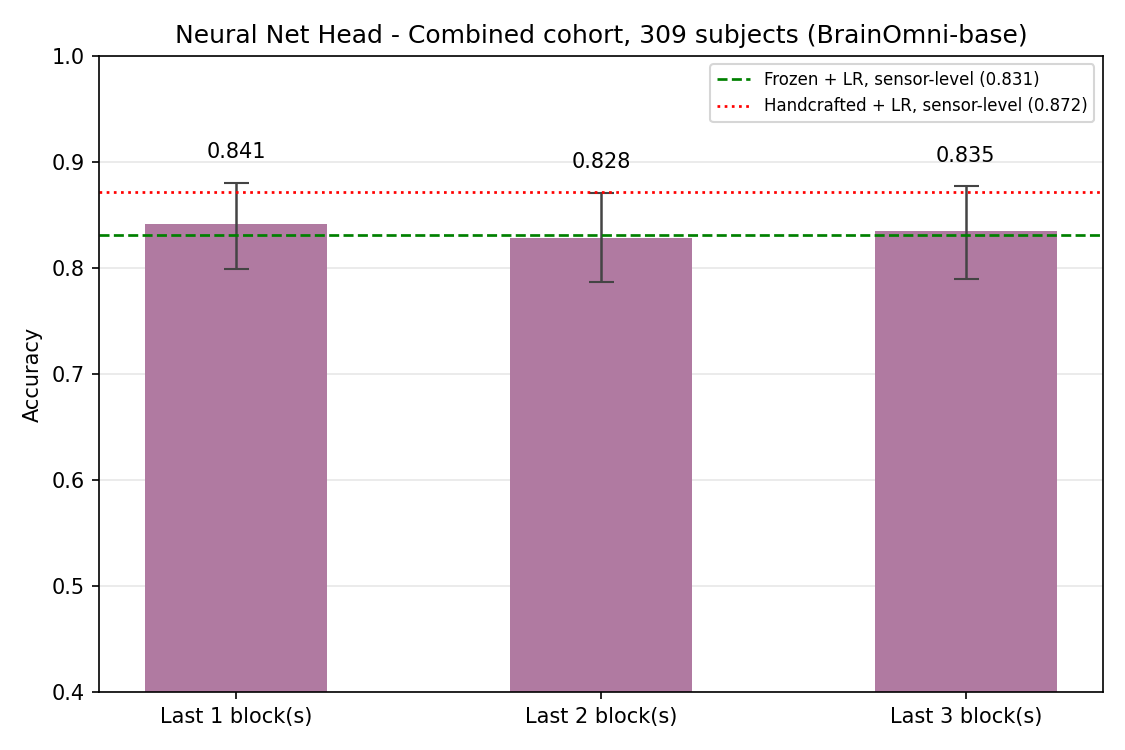 Neural Net Head - Combined cohort, 309 subjects (BrainOmni-base)
Frozen + LR, sensor-level (0.831)
Handcrafted + LR, sensor-level (0.872)
Accuracy
1.0
0.9
0.8
0.7
0.6
0.5
0.4
0.841
0.828
0.835
Last 1 block(s)
Last 2 block(s)
Last 3 block(s)